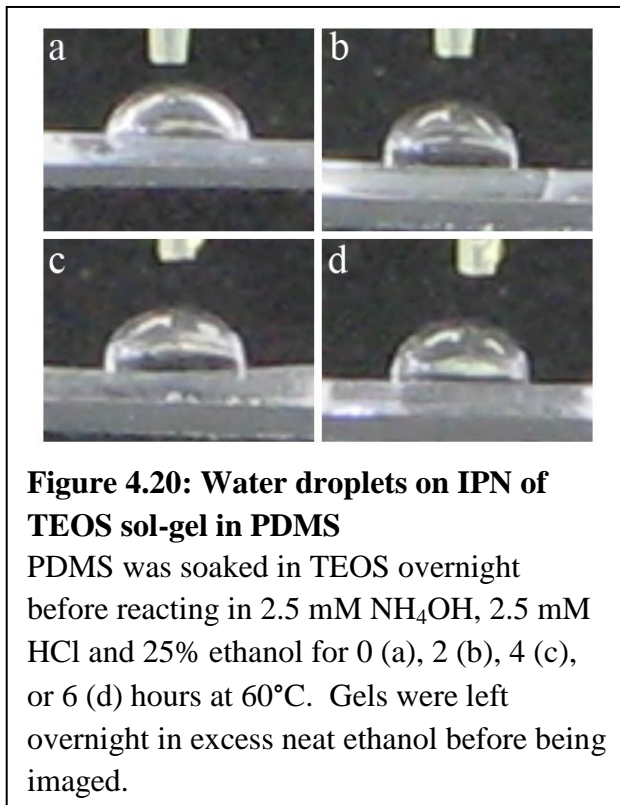 a
b
c
d
Figure 4.20: Water droplets on IPN of
TEOS sol-gel in PDMS
PDMS was soaked in TEOS overnight
before reacting in 2.5 mM NH₄OH, 2.5 mM
HCl and 25% ethanol for 0 (a), 2 (b), 4 (c),
or 6 (d) hours at 60°C.  Gels were left
overnight in excess neat ethanol before being
imaged.